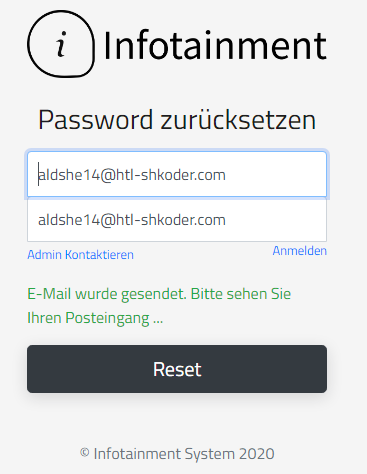 i Infotainment
Password zurücksetzen
aldshe14@htl-shkoder.com
aldshe14@htl-shkoder.com
Admin Kontaktieren Anmelden
E-Mail wurde gesendet. Bitte sehen Sie
Ihren Posteingang ...
Reset
© Infotainment System 2020